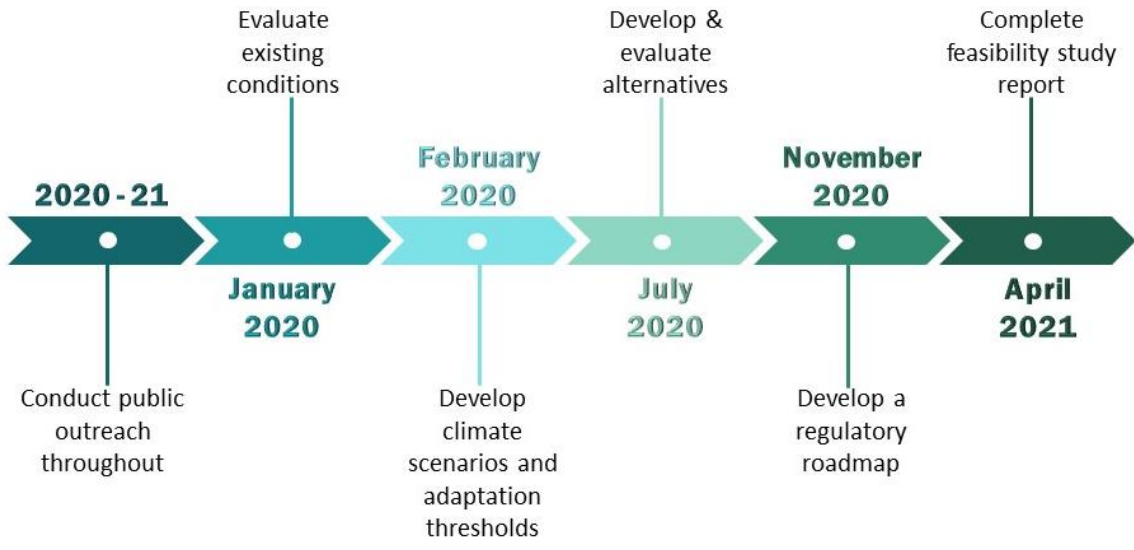 2020-21
Conduct public
outreach
throughout
Evaluate
existing
conditions
January
2020
February
2020
Develop
climate
scenarios and
adaptation
thresholds
Develop &
evaluate
alternatives
July
2020
November
2020
Develop a
regulatory
roadmap
Complete
feasibility study
report
April
2021